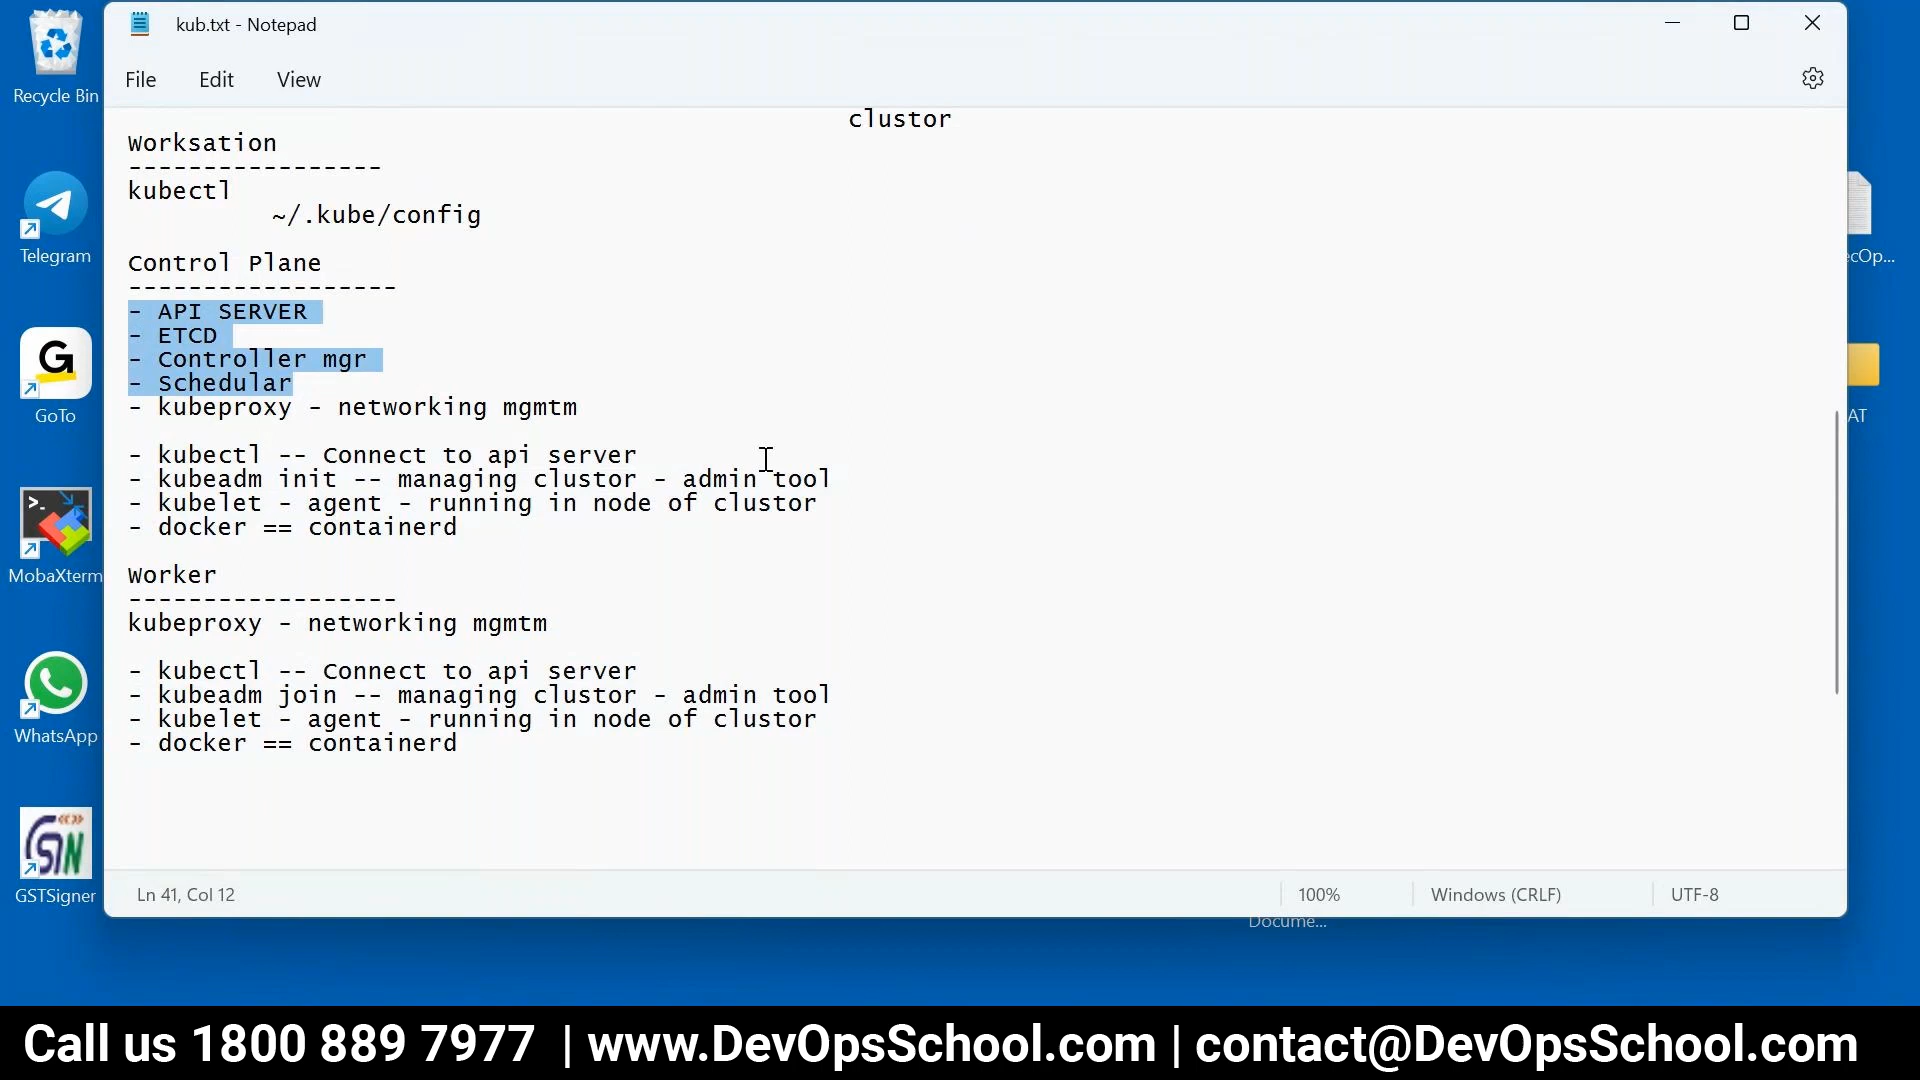 kub.txt - Notepad
File Edit View
clustor
Worksation
-----------------
kubectl
~/.kube/config
Control Plane
------------------
- API SERVER
- ETCD
- Controller mgr
- Schedular
- kubeproxy - networking mgmtm
- kubectl -- Connect to api server
- kubeadm init -- managing clustor - admin tool
- kubelet - agent - running in node of clustor
- docker == containerd
Worker
------------------
kubeproxy - networking mgmtm
- kubectl -- Connect to api server
- kubeadm join -- managing clustor - admin tool
- kubelet - agent - running in node of clustor
- docker == containerd
Ln 41, Col 12 100% Windows (CRLF) UTF-8
Recycle Bin
Telegram
G
GoTo
MobaXterm
WhatsApp
GSTSigner
cOp...
AT
Docume...
Call us 1800 889 7977 | www.DevOpsSchool.com | contact@DevOpsSchool.com